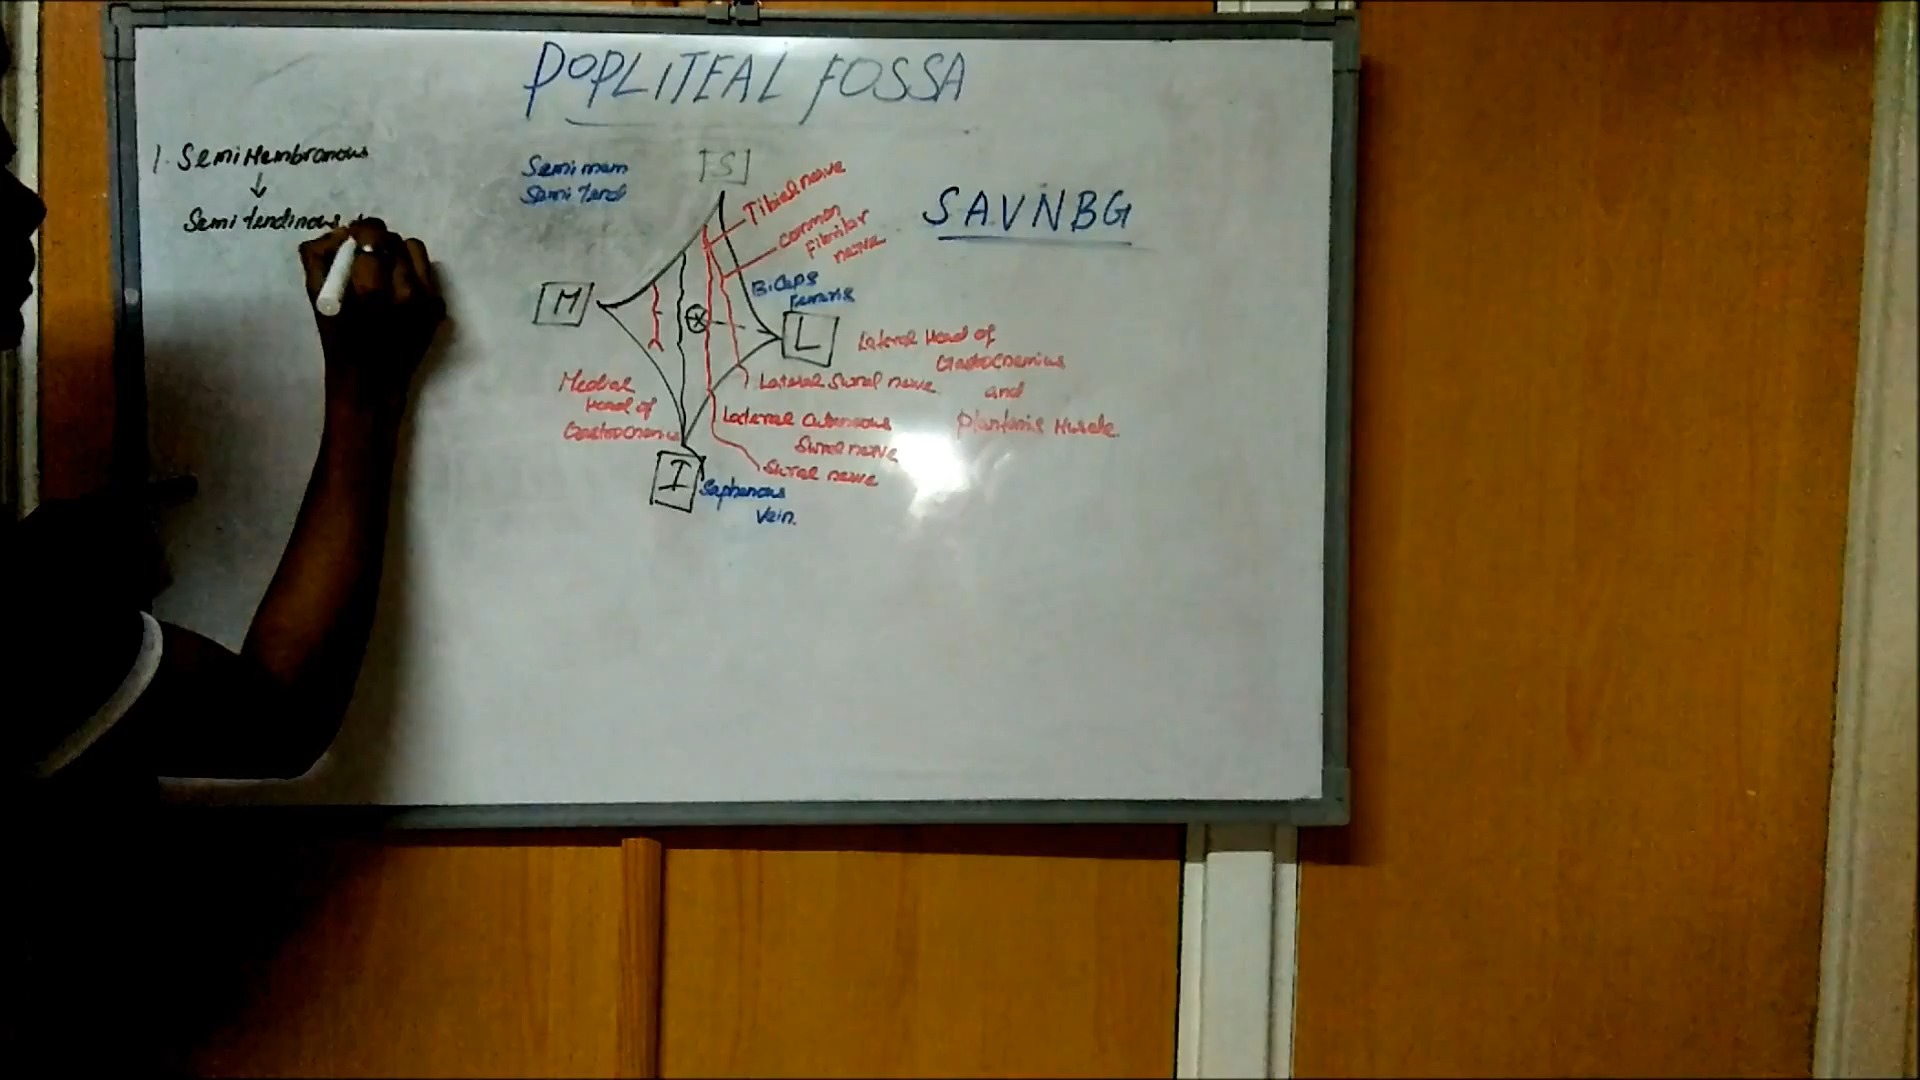 POPLITEAL FOSSA
1. SemiMembranous
↓
Semi tendinous
Semi mem
Semi tend
[S]
Tibial nerve
common
Fibular
nerve
SAVNBG
Biceps
Femoris
M
L
Lateral Head of
Gastrocnemius
and
Plantaris Muscle.
Medial
Head of
Gastrocnemius
Lateral Sural nerve
Lateral Cutaneous
Sural nerve
Sural nerve
I
Saphenous
Vein.